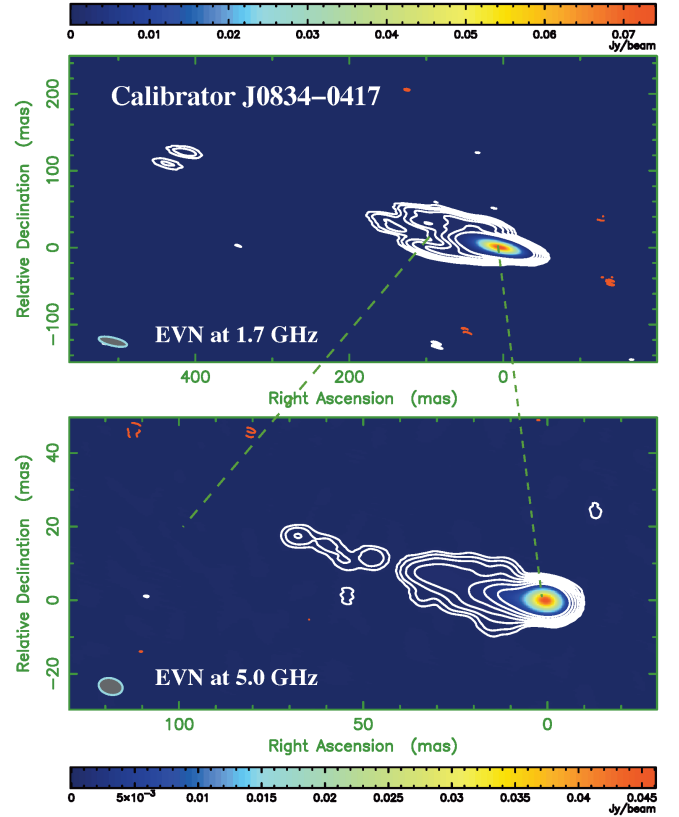 0 0.01 0.02 0.03 0.04 0.05 0.06 0.07
Jy/beam
Calibrator J0834−0417
200
100
0
−100
Relative Declination (mas)
EVN at 1.7 GHz
400 200 0
Right Ascension (mas)
40
20
0
−20
Relative Declination (mas)
EVN at 5.0 GHz
100 50 0
Right Ascension (mas)
0 5×10⁻³ 0.01 0.015 0.02 0.025 0.03 0.035 0.04 0.045
Jy/beam